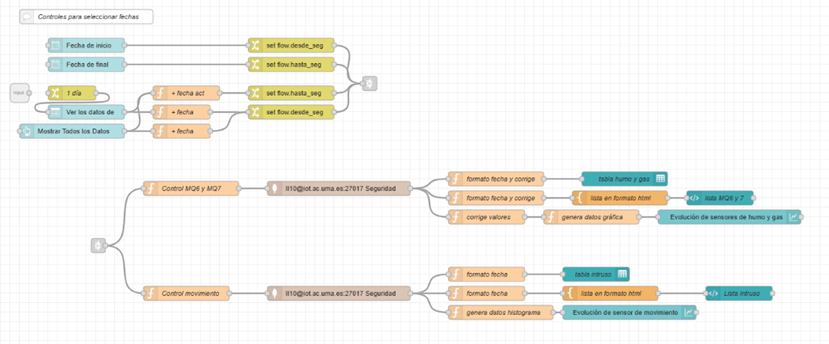 Controles para seleccionar fechas
Fecha de inicio
set flow.desde_seg
Fecha de final
set flow.hasta_seg
input
1 día
+ fecha act
set flow.hasta_seg
Ver los datos de
+ fecha
set flow.desde_seg
Mostrar Todos los Datos
+ fecha
formato fecha y corrige
tabla humo y gas
Control MQ6 y MQ7
II10@iot.ac.uma.es:27017 Seguridad
formato fecha y corrige
lista en formato html
lista MQ6 y 7
corrige valores
genera datos gráfica
Evolución de sensores de humo y gas
formato fecha
tabla intruso
Control movimiento
II10@iot.ac.uma.es:27017 Seguridad
formato fecha
lista en formato html
Lista intruso
genera datos histograma
Evolución de sensor de movimiento